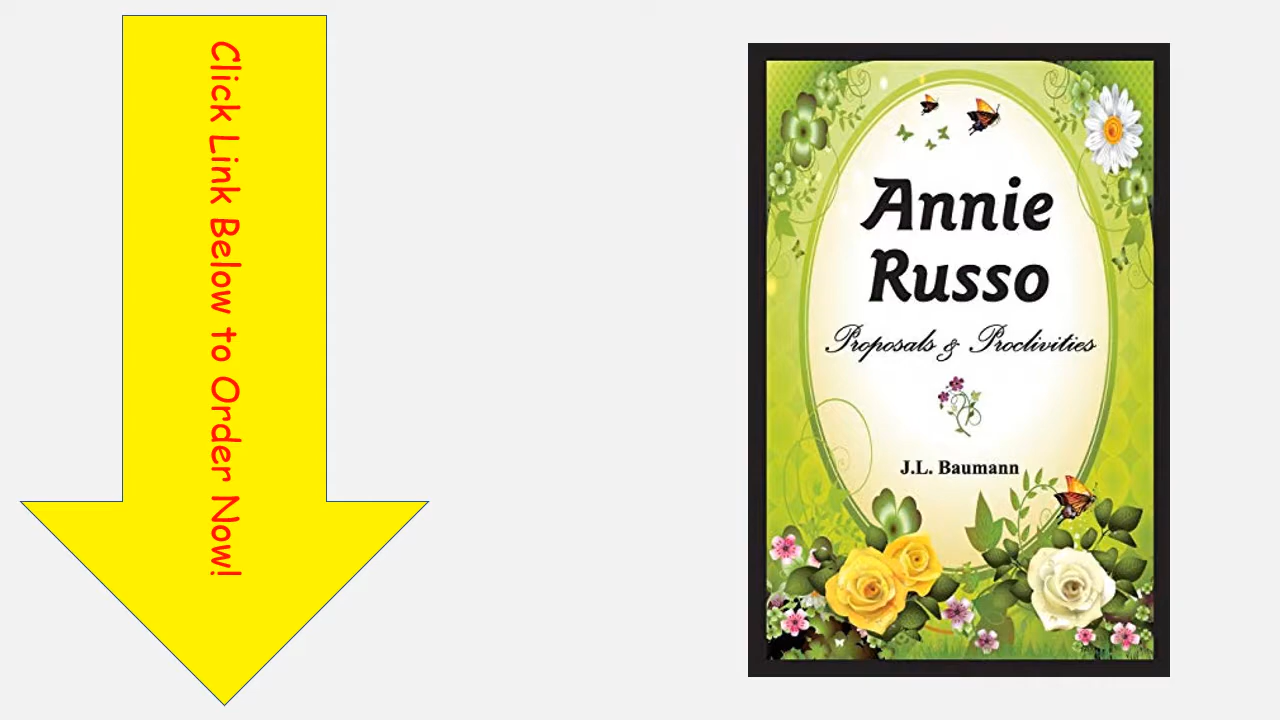 Click Link Below to Order Now!
Annie
Russo
Proposals & Proclivities
J.L. Baumann